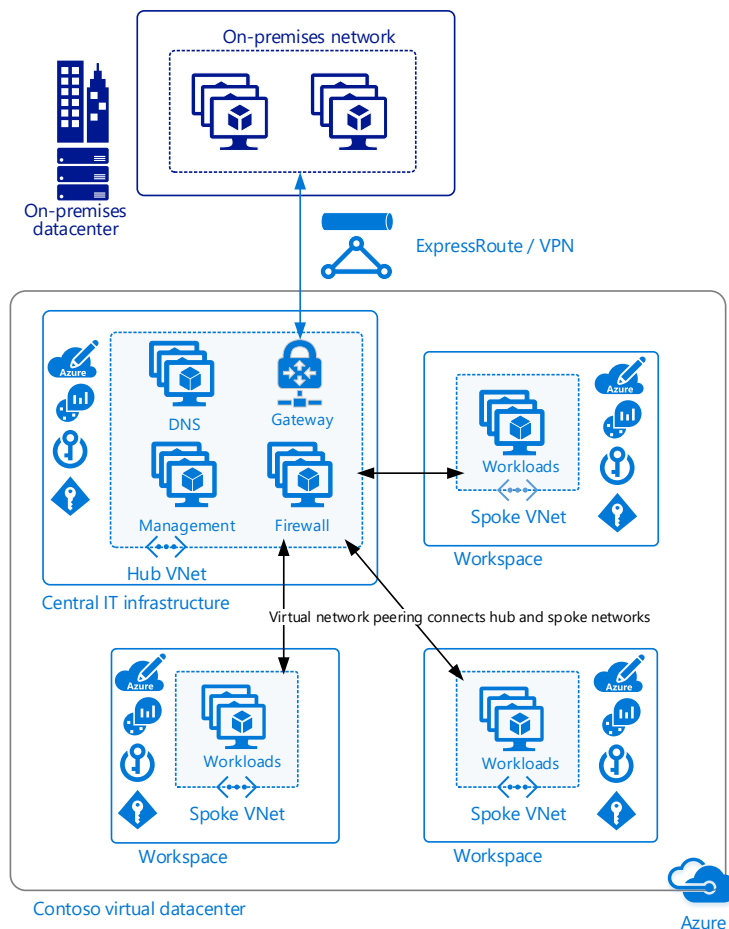 On-premises network
On-premises
datacenter
ExpressRoute / VPN
Azure
DNS
Gateway
Management
Firewall
Hub VNet
Central IT infrastructure
Azure
Workloads
Spoke VNet
Workspace
Virtual network peering connects hub and spoke networks
Azure
Workloads
Spoke VNet
Workspace
Azure
Workloads
Spoke VNet
Workspace
Contoso virtual datacenter
Azure